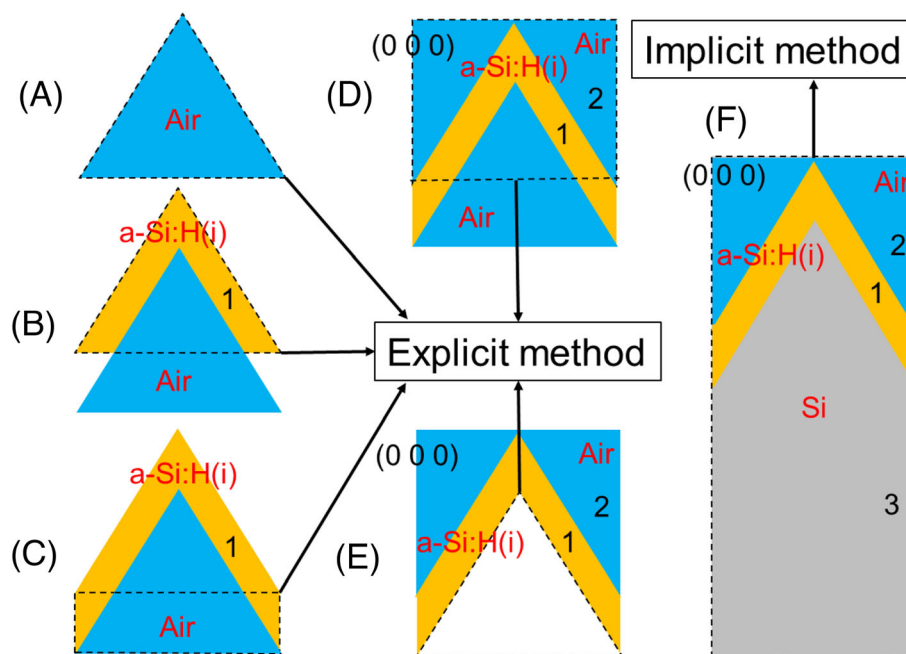 (A)
Air
(B)
a-Si:H(i)
1
Air
(C)
a-Si:H(i)
1
Air
(D)
(0 0 0)
Air
a-Si:H(i)
2
1
Air
Explicit method
(E)
(0 0 0)
Air
2
a-Si:H(i)
1
Implicit method
(F)
(0 0 0)
Air
a-Si:H(i)
2
1
Si
3